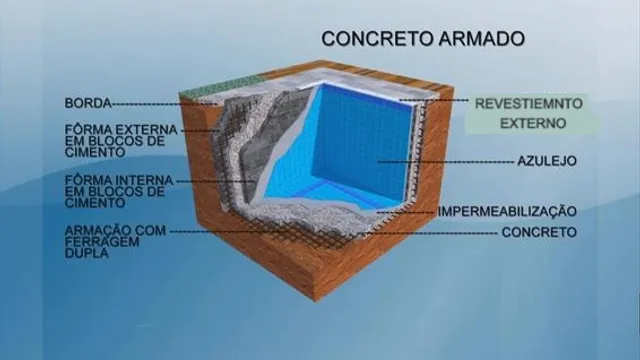 CONCRETO ARMADO
BORDA
FÔRMA EXTERNA
EM BLOCOS DE
CIMENTO
FÔRMA INTERNA
EM BLOCOS DE
CIMENTO
ARMAÇÃO COM
FERRAGEM
DUPLA
REVESTIEMNTO
EXTERNO
AZULEJO
IMPERMEABILIZAÇÃO
CONCRETO